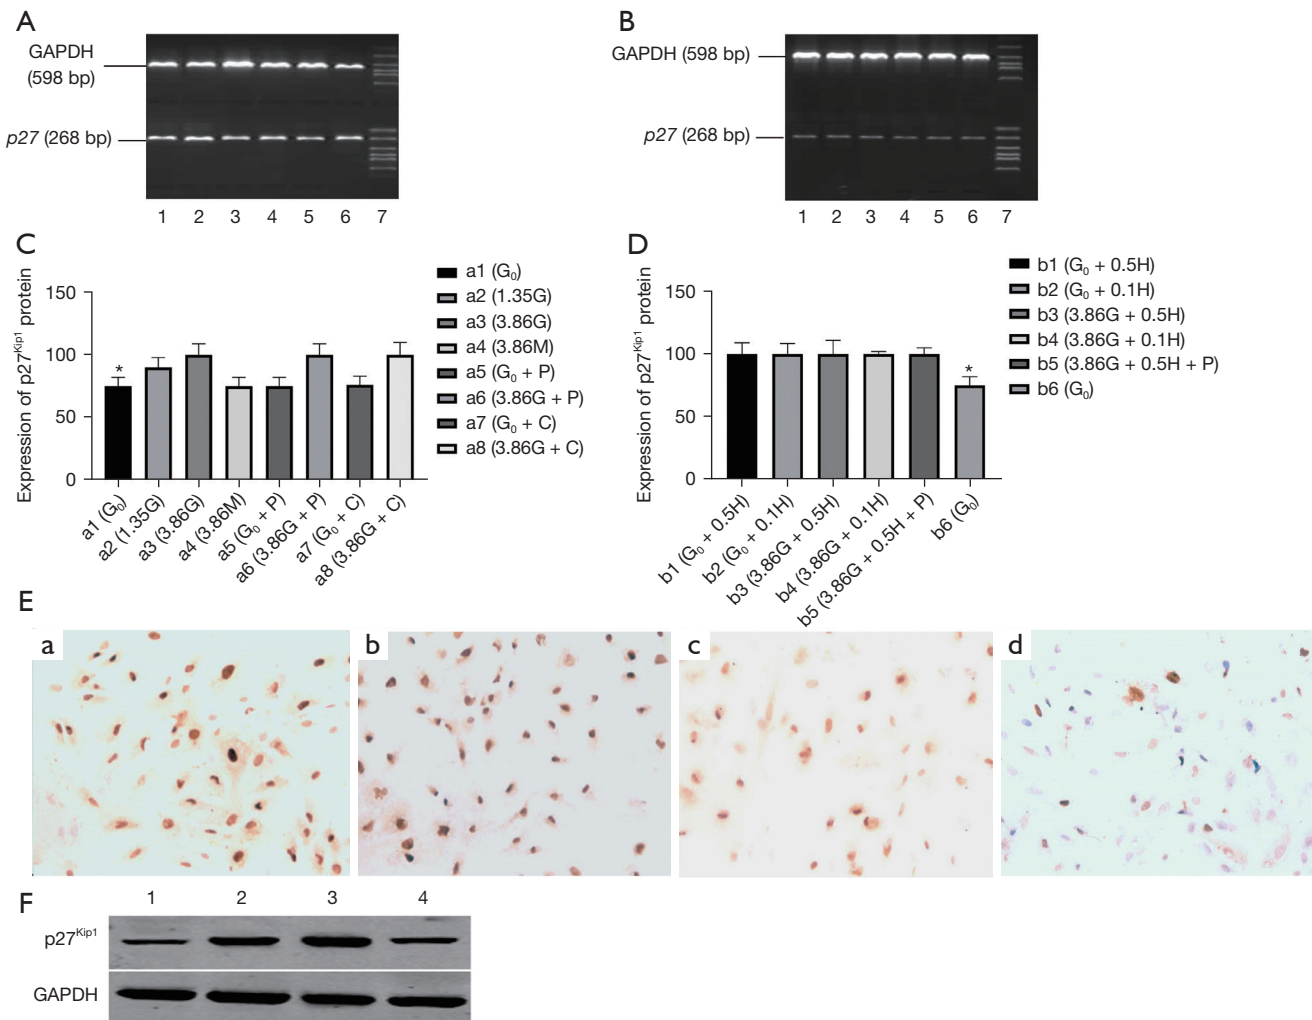 A
GAPDH
(598 bp)
p27 (268 bp)
1 2 3 4 5 6 7
B
GAPDH (598 bp)
p27 (268 bp)
1 2 3 4 5 6 7
C
Expression of p27Kip1 protein
150
100
50
0
*
a1 (G0)
a2 (1.35G)
a3 (3.86G)
a4 (3.86M)
a5 (G0 + P)
a6 (3.86G + P)
a7 (G0 + C)
a8 (3.86G + C)
a1 (G0)
a2 (1.35G)
a3 (3.86G)
a4 (3.86M)
a5 (G0 + P)
a6 (3.86G + P)
a7 (G0 + C)
a8 (3.86G + C)
D
Expression of p27Kip1 protein
150
100
50
0
*
b1 (G0 + 0.5H)
b2 (G0 + 0.1H)
b3 (3.86G + 0.5H)
b4 (3.86G + 0.1H)
b5 (3.86G + 0.5H + P)
b6 (G0)
b1 (G0 + 0.5H)
b2 (G0 + 0.1H)
b3 (3.86G + 0.5H)
b4 (3.86G + 0.1H)
b5 (3.86G + 0.5H + P)
b6 (G0)
E
a
b
c
d
F
1 2 3 4
p27Kip1
GAPDH